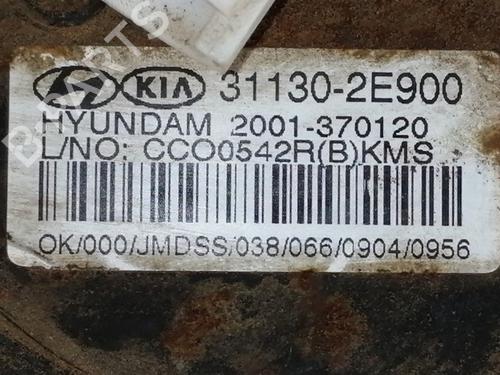 KIA 31130-2E900
HYUNDAM 2001-370120
L/NO: CCO0542R(B)KMS
OK/000/JMDSS/038/066/0904/0956